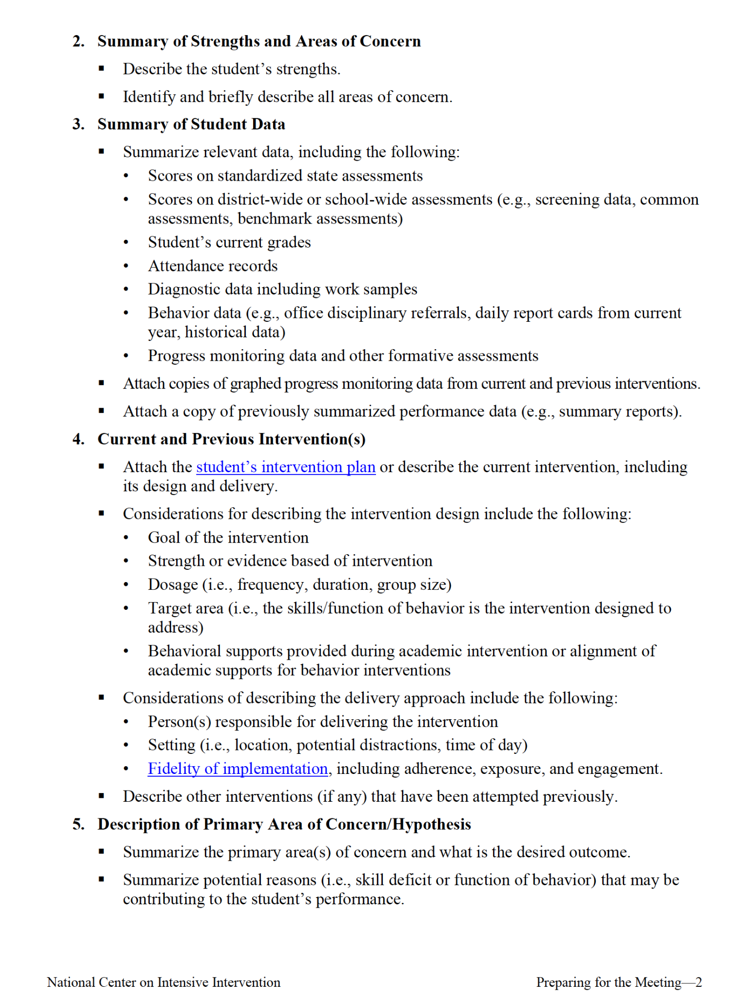 2. Summary of Strengths and Areas of Concern
▪ Describe the student’s strengths.
▪ Identify and briefly describe all areas of concern.
3. Summary of Student Data
▪ Summarize relevant data, including the following:
• Scores on standardized state assessments
• Scores on district-wide or school-wide assessments (e.g., screening data, common
assessments, benchmark assessments)
• Student’s current grades
• Attendance records
• Diagnostic data including work samples
• Behavior data (e.g., office disciplinary referrals, daily report cards from current
year, historical data)
• Progress monitoring data and other formative assessments
▪ Attach copies of graphed progress monitoring data from current and previous interventions.
▪ Attach a copy of previously summarized performance data (e.g., summary reports).
4. Current and Previous Intervention(s)
▪ Attach the student’s intervention plan or describe the current intervention, including
its design and delivery.
▪ Considerations for describing the intervention design include the following:
• Goal of the intervention
• Strength or evidence based of intervention
• Dosage (i.e., frequency, duration, group size)
• Target area (i.e., the skills/function of behavior is the intervention designed to
address)
• Behavioral supports provided during academic intervention or alignment of
academic supports for behavior interventions
▪ Considerations of describing the delivery approach include the following:
• Person(s) responsible for delivering the intervention
• Setting (i.e., location, potential distractions, time of day)
• Fidelity of implementation, including adherence, exposure, and engagement.
▪ Describe other interventions (if any) that have been attempted previously.
5. Description of Primary Area of Concern/Hypothesis
▪ Summarize the primary area(s) of concern and what is the desired outcome.
▪ Summarize potential reasons (i.e., skill deficit or function of behavior) that may be
contributing to the student’s performance.
National Center on Intensive Intervention Preparing for the Meeting—2